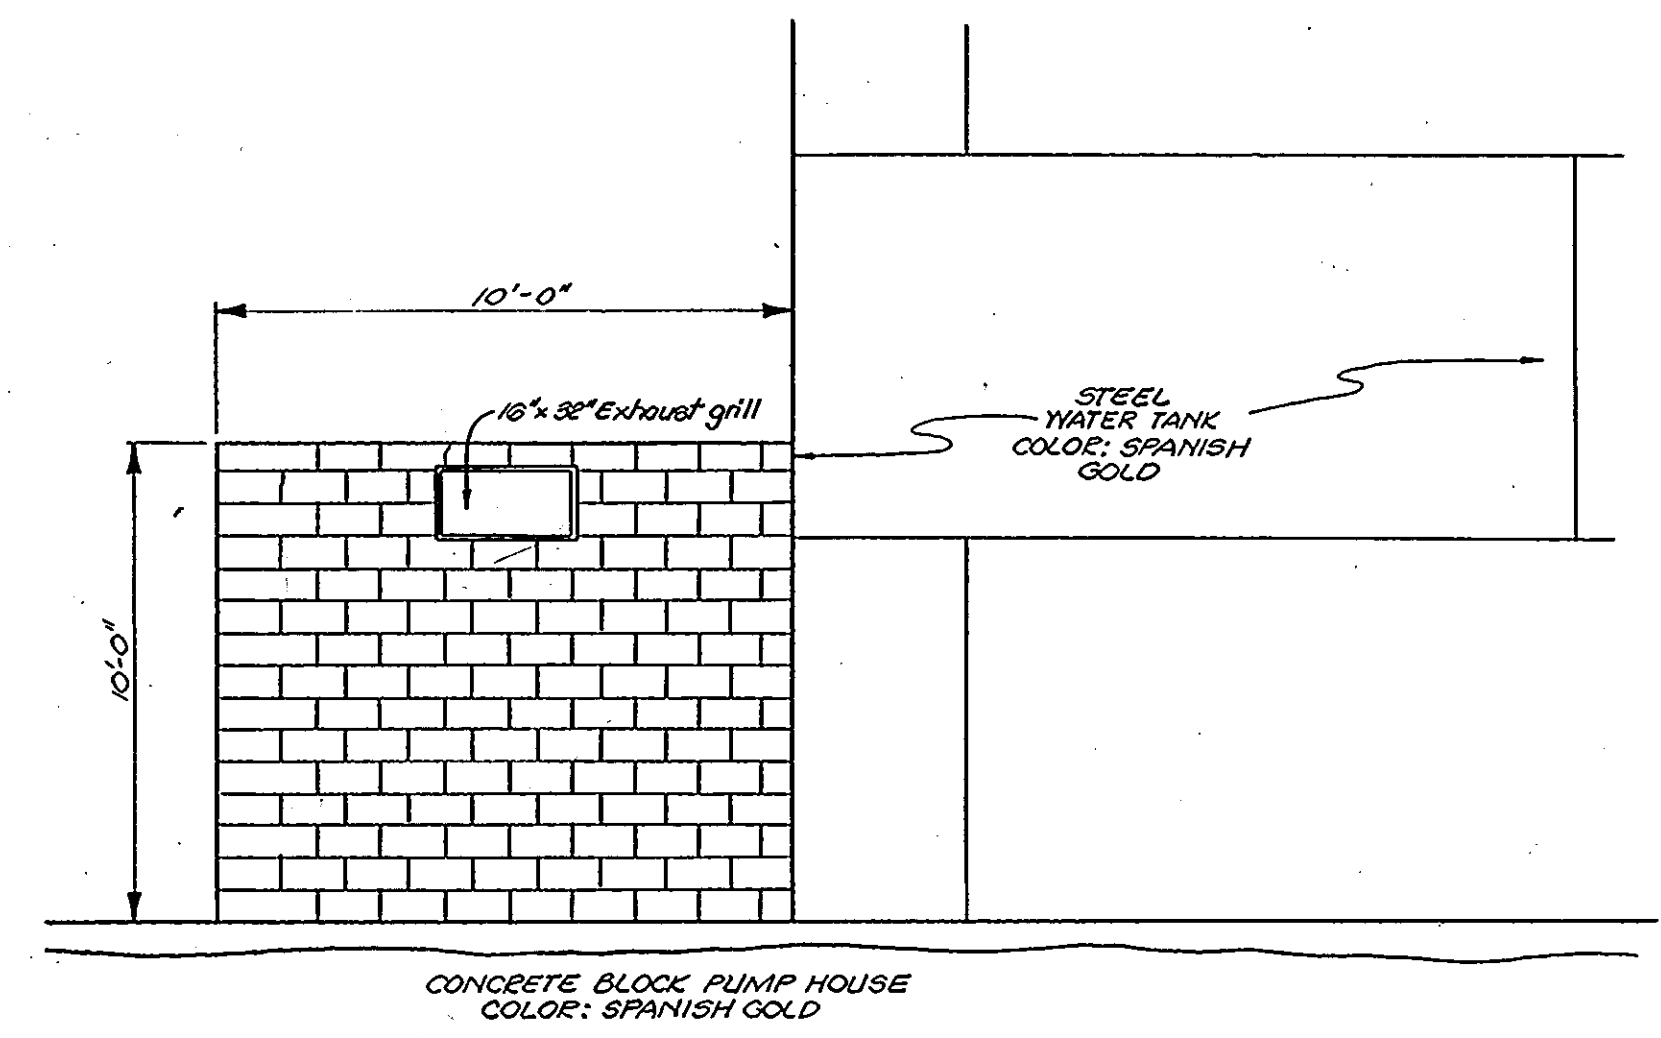 10'-0"
16"x 32" Exhaust grill
STEEL
WATER TANK
COLOR: SPANISH
GOLD
10'-0"
CONCRETE BLOCK PUMP HOUSE
COLOR: SPANISH GOLD